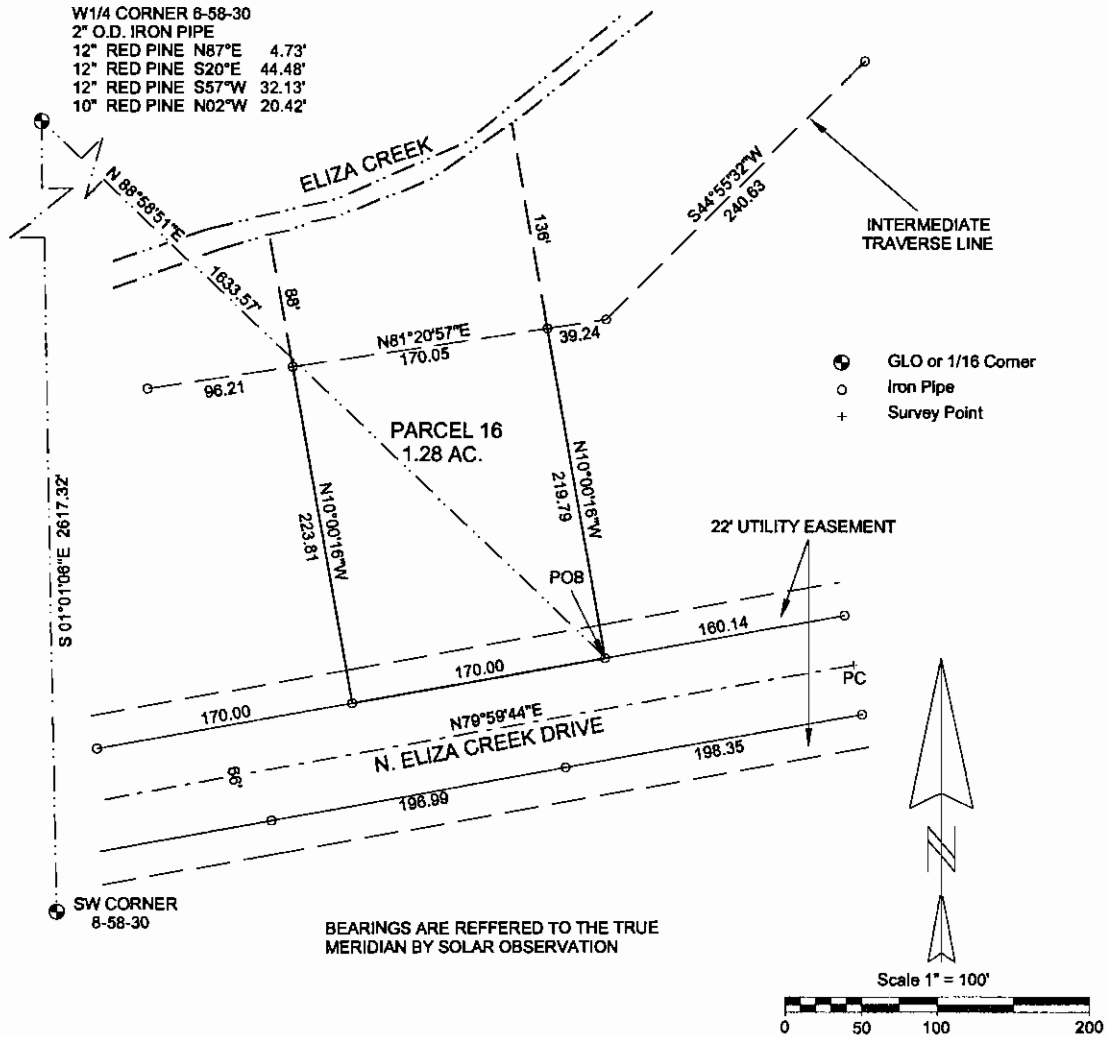 W1/4 CORNER 6-58-30
2" O.D. IRON PIPE
12" RED PINE N87°E 4.73'
12" RED PINE S20°E 44.48'
12" RED PINE S57°W 32.13'
10" RED PINE N02°W 20.42'
ELIZA CREEK
N 88°58'51"E
1633.57'
S44°55'32"W
240.63
INTERMEDIATE
TRAVERSE LINE
88'
136'
N81°20'57"E
170.05
39.24
96.21
GLO or 1/16 Corner
Iron Pipe
Survey Point
PARCEL 16
1.28 AC.
S 01°01'06"E 2617.32'
N10°00'16"W
223.81
N10°00'16"W
219.79
22' UTILITY EASEMENT
POB
160.14
170.00
170.00
PC
N79°59'44"E
N. ELIZA CREEK DRIVE
66'
198.35
196.99
SW CORNER
6-58-30
BEARINGS ARE REFFERED TO THE TRUE
MERIDIAN BY SOLAR OBSERVATION
N
Scale 1" = 100'
0 50 100 200